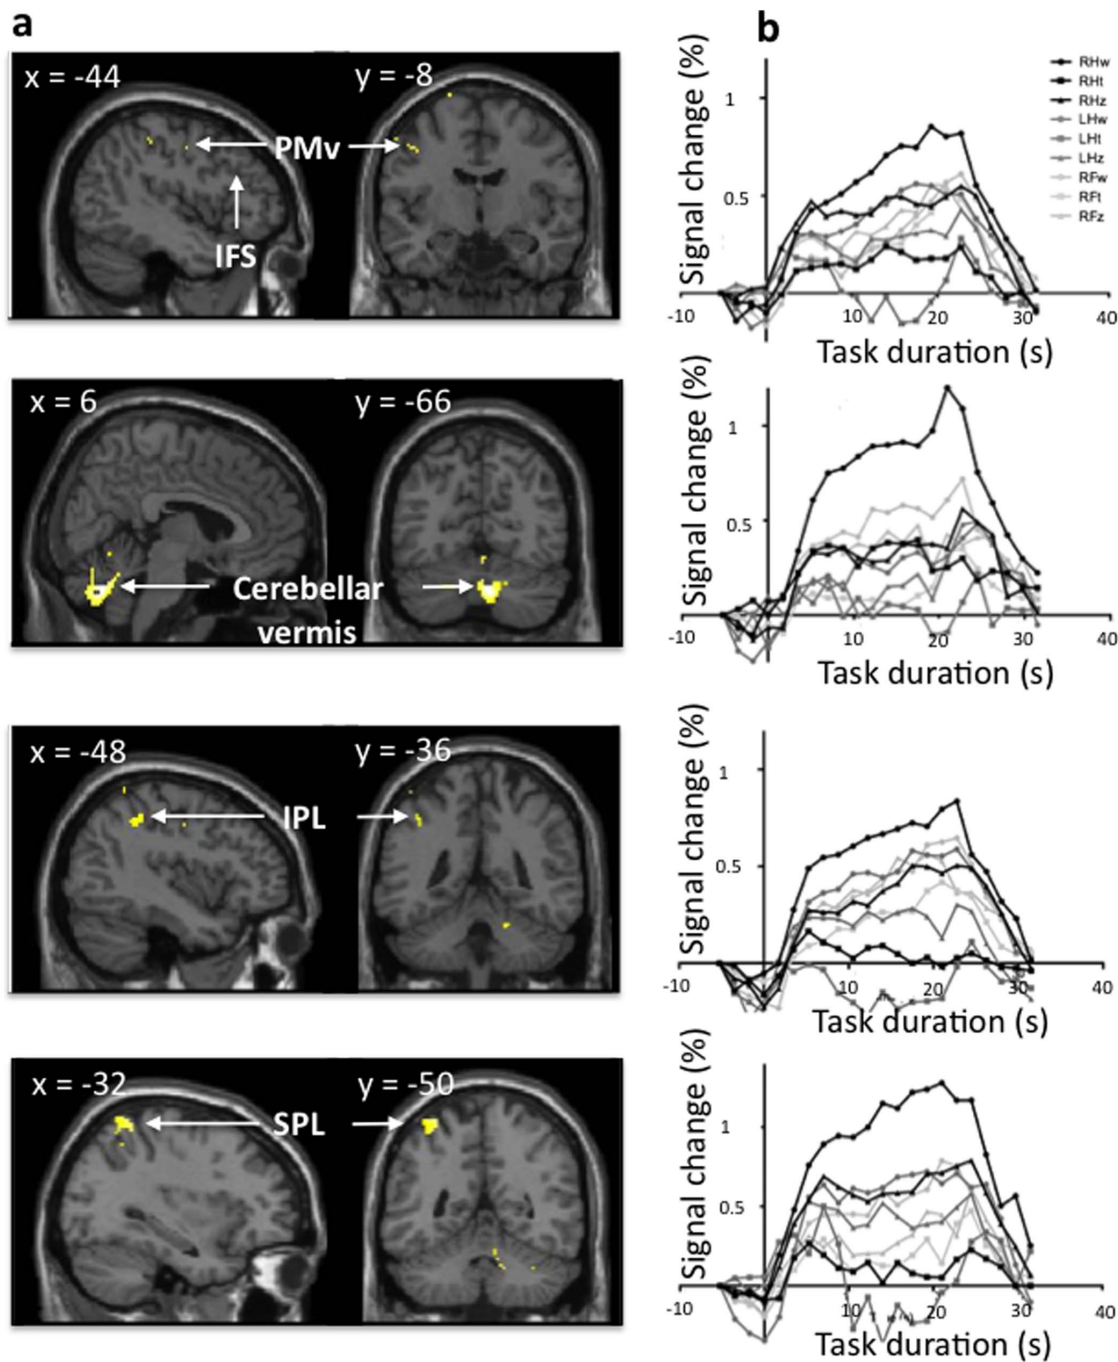 a
b
x = -44
y = -8
PMv
IFS
Signal change (%)
1
0.5
-10
10
20
30
40
Task duration (s)
RHw
RHt
RHz
LHw
LHt
LHz
RFw
RFt
RFz
x = 6
y = -66
Cerebellar
vermis
Signal change (%)
1
0.5
-10
10
20
30
40
Task duration (s)
x = -48
y = -36
IPL
Signal change (%)
1
0.5
-10
10
20
30
40
Task duration (s)
x = -32
y = -50
SPL
Signal change (%)
1
0.5
-10
10
20
30
40
Task duration (s)